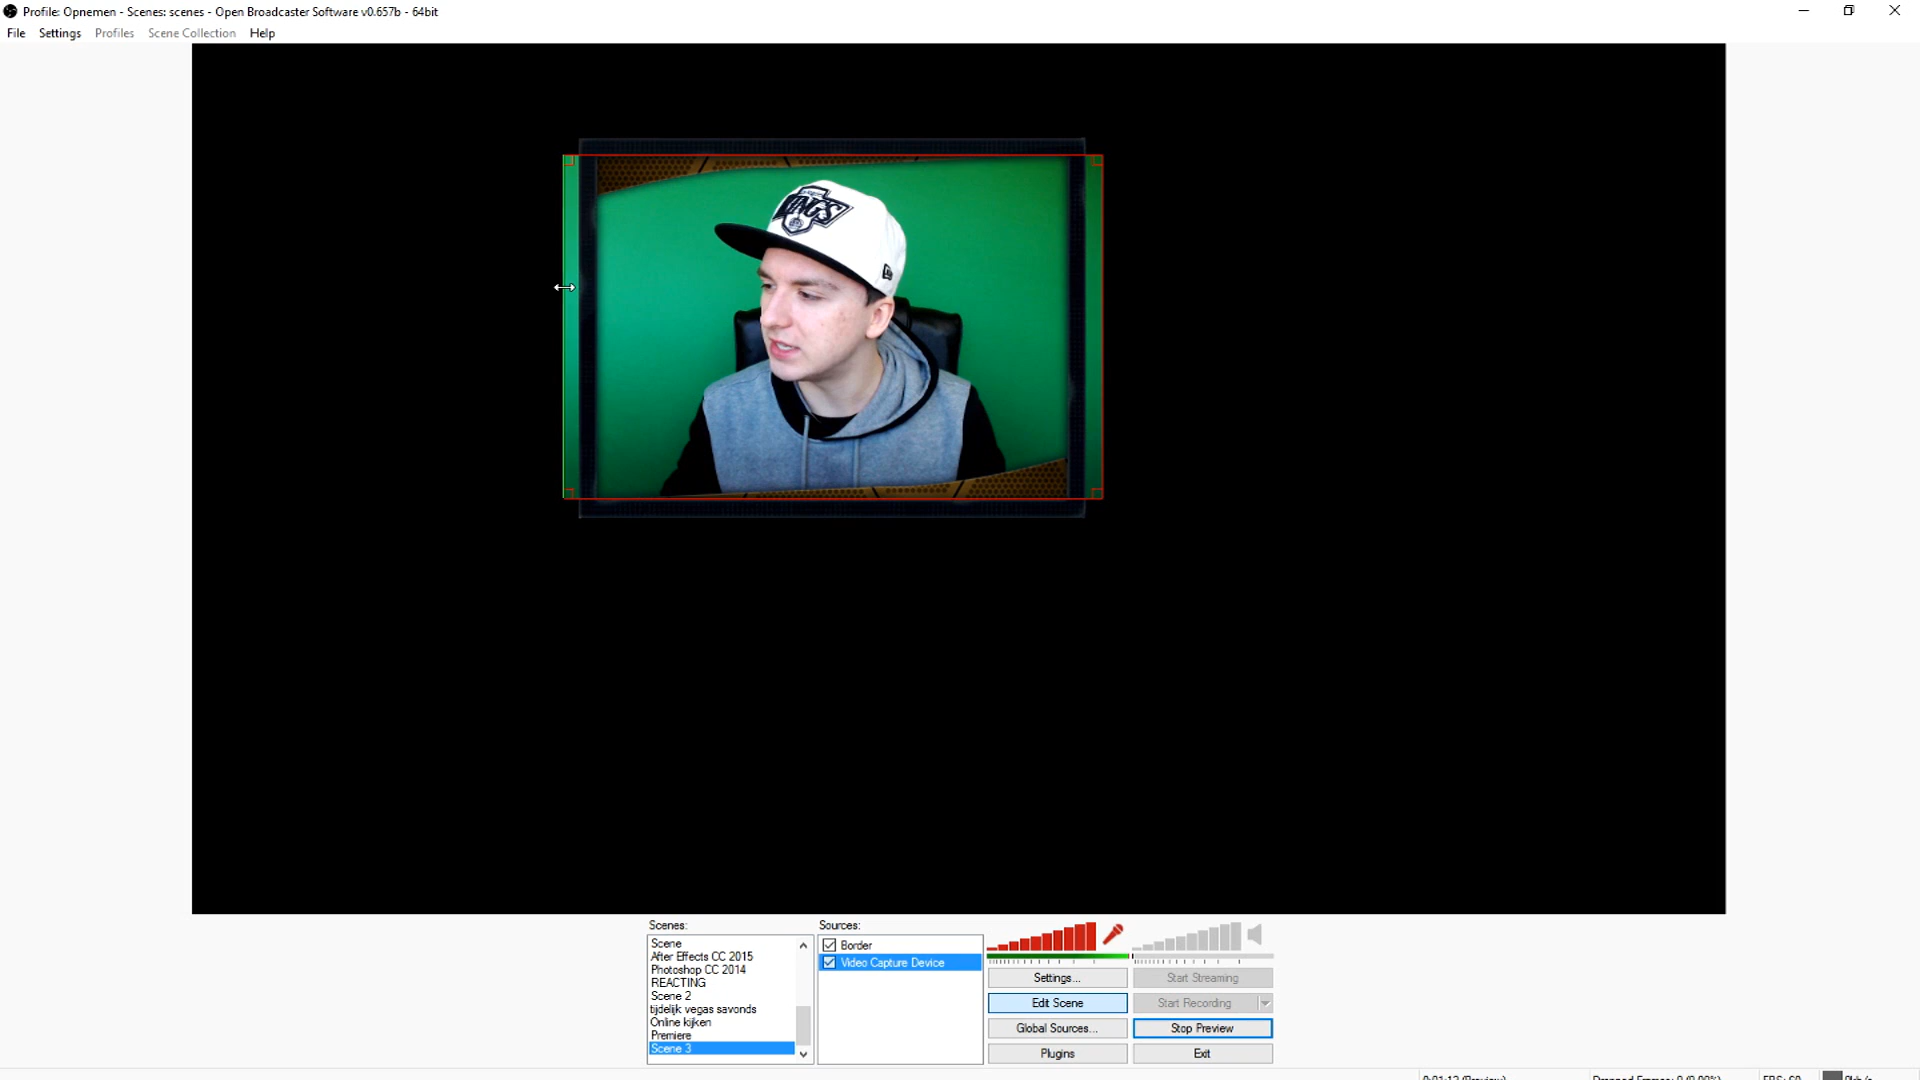 Profile: Opnemen - Scenes: scenes - Open Broadcaster Software v0.657b - 64bit
File Settings Profiles Scene Collection Help
KINGS
Scenes:
Scene
After Effects CC 2015
Photoshop CC 2014
REACTING
Scene 2
tijdelijk vegas savonds
Online kijken
Premiere
Scene 3
Sources:
Border
Video Capture Device
Settings...
Start Streaming
Edit Scene
Start Recording
Global Sources...
Stop Preview
Plugins
Exit